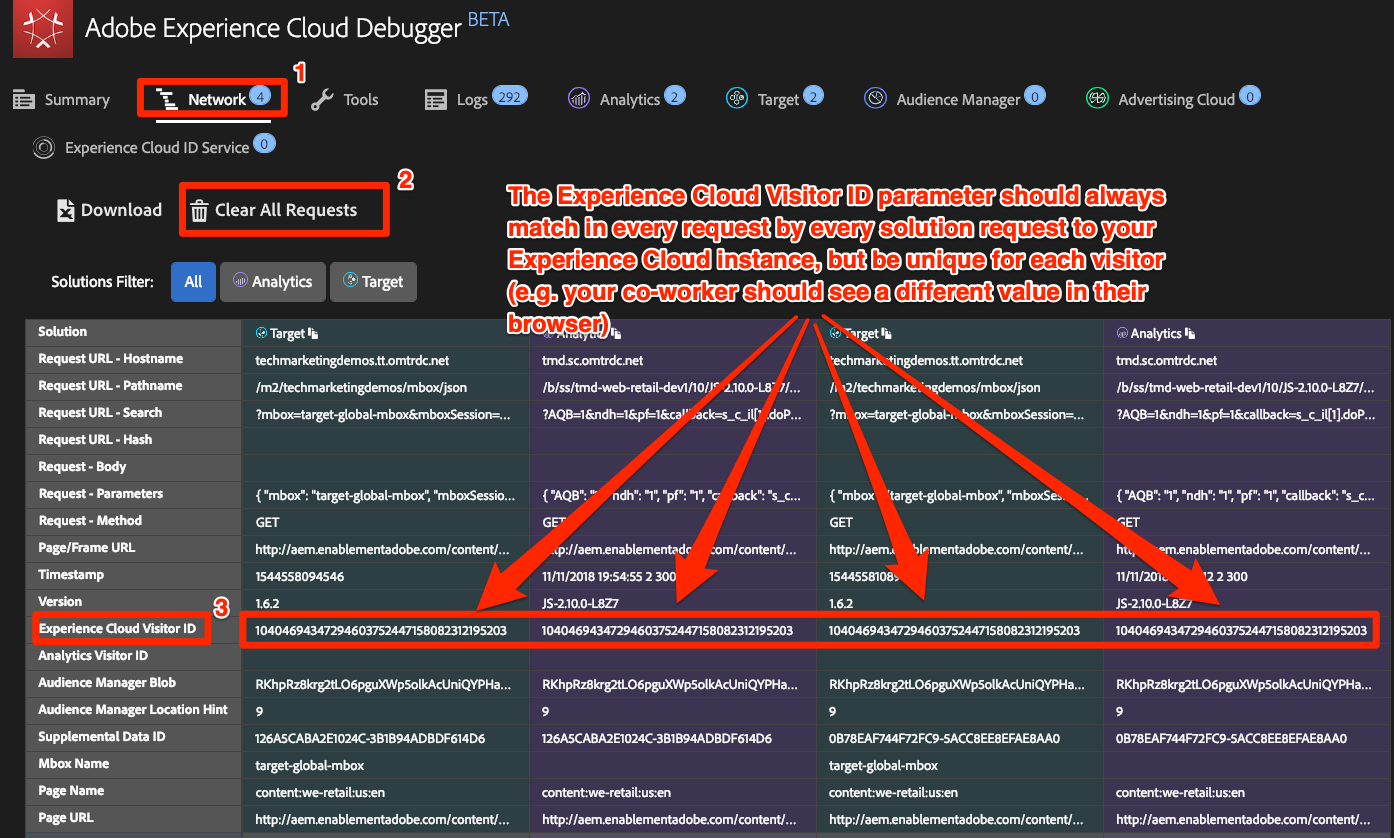 Adobe Experience Cloud Debugger BETA
1
Summary Network 4 Tools Logs 292 Analytics 2 Target 2 Audience Manager 0 Advertising Cloud 0
Experience Cloud ID Service 0
2
Download Clear All Requests
The Experience Cloud Visitor ID parameter should always
match in every request by every solution request to your
Experience Cloud instance, but be unique for each visitor
(e.g. your co-worker should see a different value in their
browser)
Solutions Filter: All Analytics Target
Solution Target Analytics Target Analytics
Request URL - Hostname techmarketingdemos.tt.omtrdc.net tmd.sc.omtrdc.net techmarketingdemos.tt.omtrdc.net tmd.sc.omtrdc.net
Request URL - Pathname /m2/techmarketingdemos/mbox/json /b/ss/tmd-web-retail-dev1/10/JS-2.10.0-L8Z7/... /m2/techmarketingdemos/mbox/json /b/ss/tmd-web-retail-dev1/10/JS-2.10.0-L8Z7/...
Request URL - Search ?mbox=target-global-mbox&mboxSession=... ?AQB=1&ndh=1&pf=1&callback=s_c_il[1].doP... ?mbox=target-global-mbox&mboxSession=... ?AQB=1&ndh=1&pf=1&callback=s_c_il[1].doP...
Request URL - Hash
Request - Body
Request - Parameters { "mbox": "target-global-mbox", "mboxSessio... { "AQB": "1", "ndh": "1", "pf": "1", "callback": "s_c... { "mbox": "target-global-mbox", "mboxSessio... { "AQB": "1", "ndh": "1", "pf": "1", "callback": "s_c...
Request - Method GET GET GET GET
Page/Frame URL http://aem.enablementadobe.com/content/... http://aem.enablementadobe.com/content/... http://aem.enablementadobe.com/content/... http://aem.enablementadobe.com/content/...
Timestamp 1544558094546 11/11/2018 19:54:55 2 300 2 300
Version 1.6.2 JS-2.10.0-L8Z7 1.6.2 JS-2.10.0-L8Z7
3
Experience Cloud Visitor ID 10404694347294603752447158082312195203 10404694347294603752447158082312195203 10404694347294603752447158082312195203 10404694347294603752447158082312195203
Analytics Visitor ID
Audience Manager Blob RKhpRz8krg2tLO6pguXWp5olkAcUniQYPHa... RKhpRz8krg2tLO6pguXWp5olkAcUniQYPHa... RKhpRz8krg2tLO6pguXWp5olkAcUniQYPHa... RKhpRz8krg2tLO6pguXWp5olkAcUniQYPHa...
Audience Manager Location Hint 9 9 9 9
Supplemental Data ID 126A5CABA2E1024C-3B1B94ADBDF614D6 126A5CABA2E1024C-3B1B94ADBDF614D6 0B78EAF744F72FC9-5ACC8EE8EFAE8AA0 0B78EAF744F72FC9-5ACC8EE8EFAE8AA0
Mbox Name target-global-mbox target-global-mbox
Page Name content:we-retail:us:en content:we-retail:us:en content:we-retail:us:en content:we-retail:us:en
Page URL http://aem.enablementadobe.com/content/... http://aem.enablementadobe.com/content/... http://aem.enablementadobe.com/content/... http://aem.enablementadobe.com/content/...